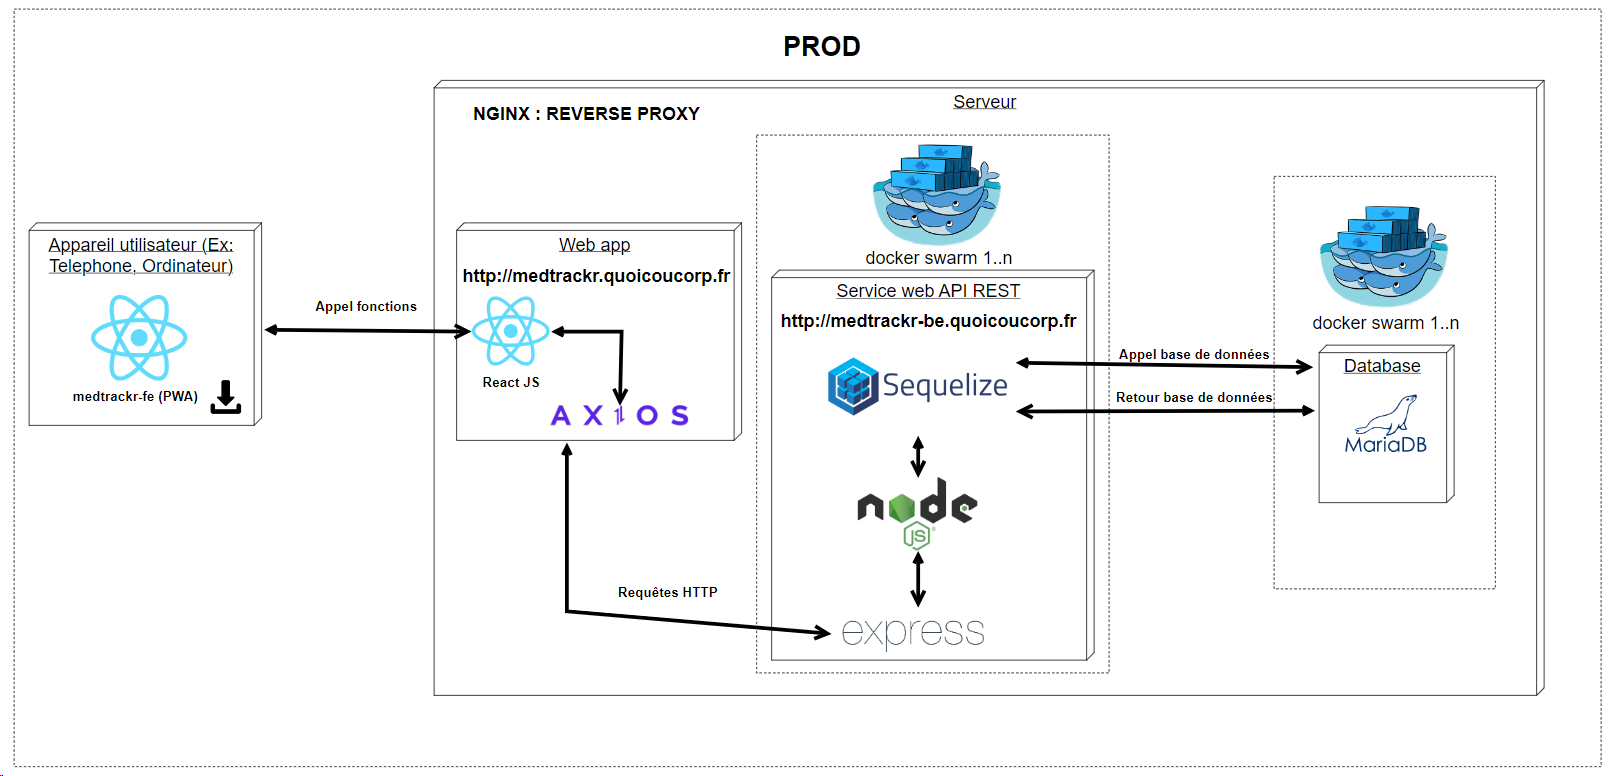 PROD
Serveur
NGINX : REVERSE PROXY
docker swarm 1..n
docker swarm 1..n
Appareil utilisateur (Ex:
Telephone, Ordinateur)
medtrackr-fe (PWA)
Appel fonctions
Web app
http://medtrackr.quoicoucorp.fr
React JS
AXIOS
Requêtes HTTP
Service web API REST
http://medtrackr-be.quoicoucorp.fr
Sequelize
node
JS
express
Appel base de données
Retour base de données
Database
MariaDB